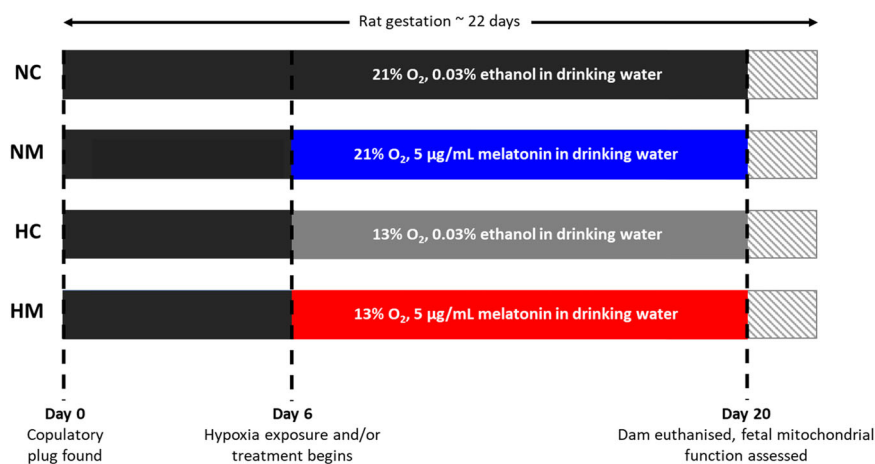 Rat gestation ~ 22 days
NC
21% O₂, 0.03% ethanol in drinking water
NM
21% O₂, 5 µg/mL melatonin in drinking water
HC
13% O₂, 0.03% ethanol in drinking water
HM
13% O₂, 5 µg/mL melatonin in drinking water
Day 0
Copulatory
plug found
Day 6
Hypoxia exposure and/or
treatment begins
Day 20
Dam euthanised, fetal mitochondrial
function assessed